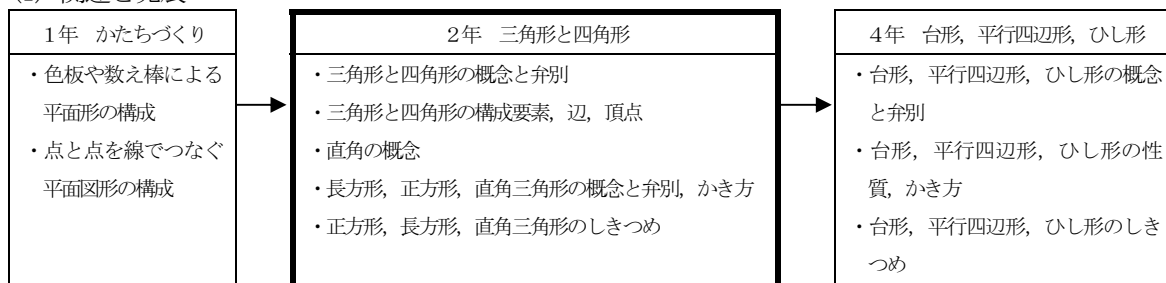 1年 かたちづくり
・色板や数え棒による
平面形の構成
・点と点を線でつなぐ
平面図形の構成
2年 三角形と四角形
・三角形と四角形の概念と弁別
・三角形と四角形の構成要素，辺，頂点
・直角の概念
・長方形，正方形，直角三角形の概念と弁別，かき方
・正方形，長方形，直角三角形のしきつめ
4年 台形，平行四辺形，ひし形
・台形，平行四辺形，ひし形の概念
と弁別
・台形，平行四辺形，ひし形の性
質，かき方
・台形，平行四辺形，ひし形のしき
つめ